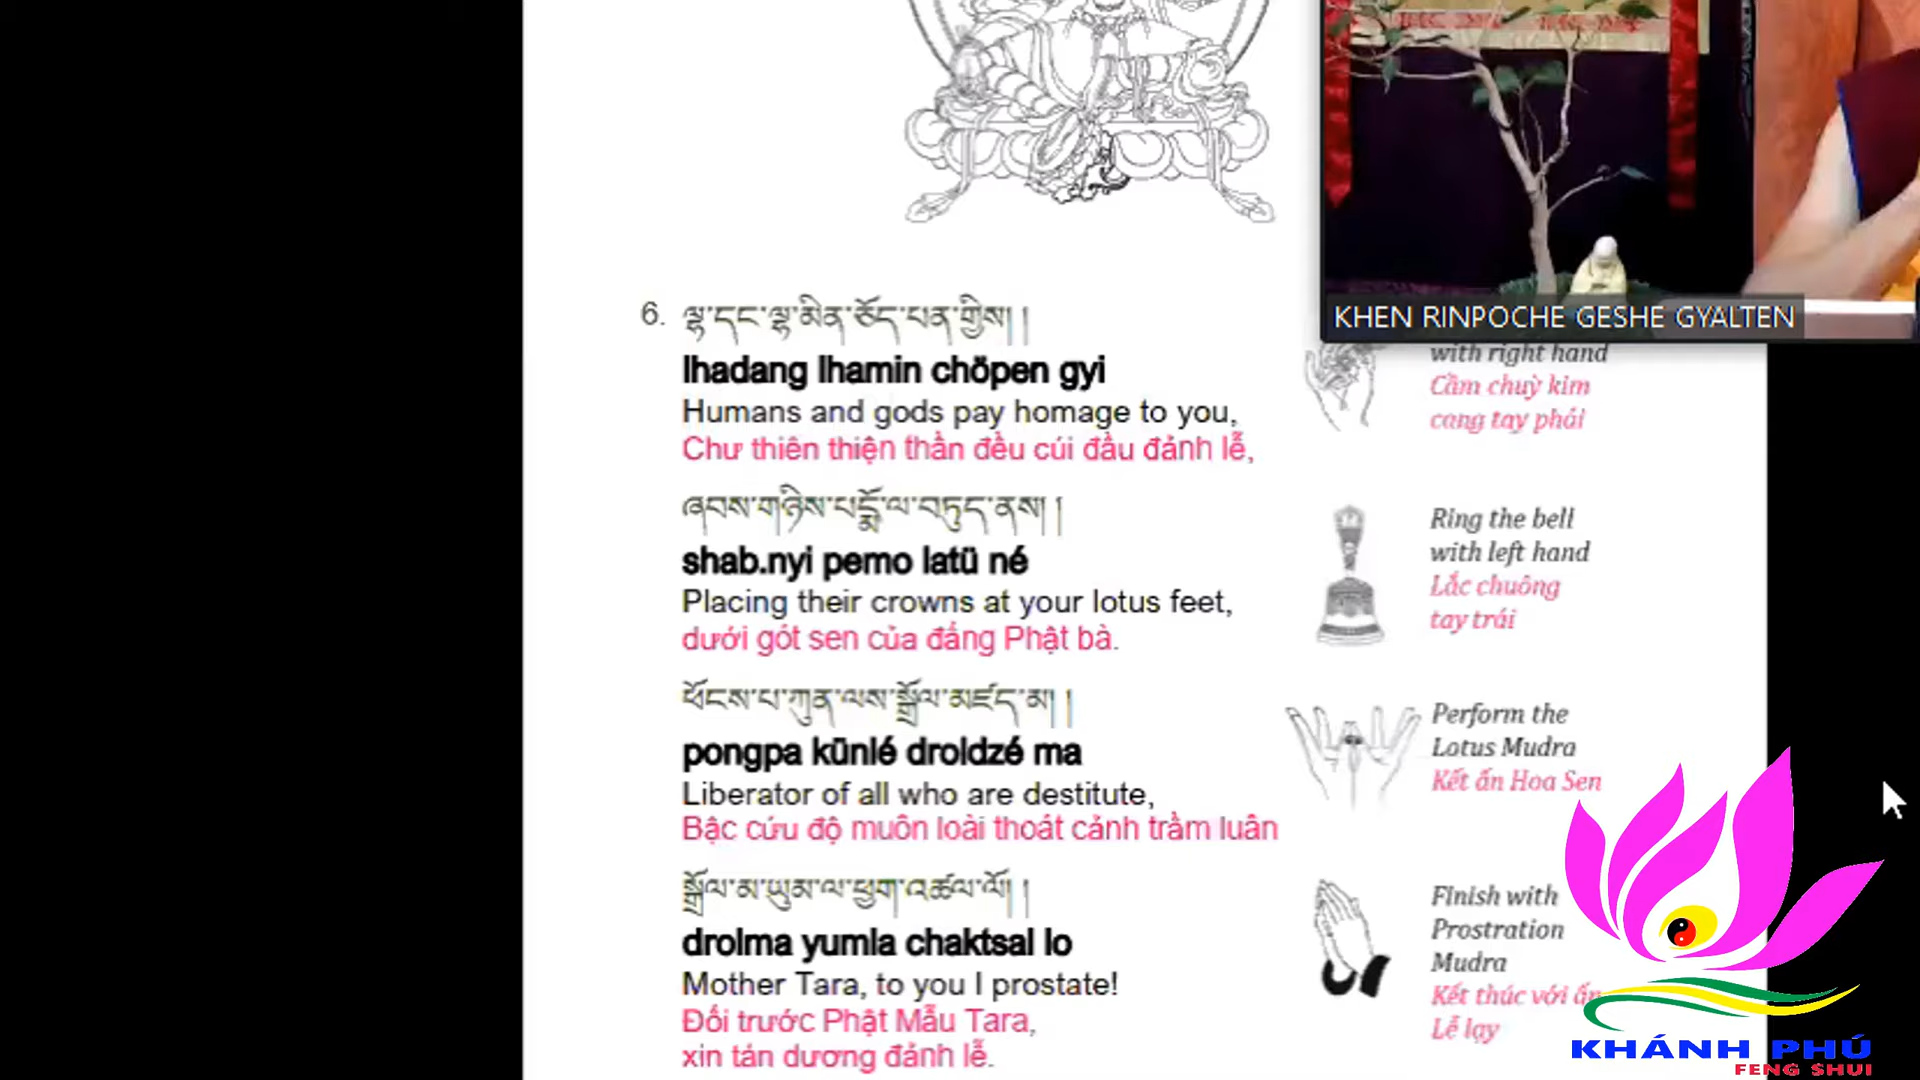 KHEN RINPOCHE GESHE GYALTEN
6. ལྷ་དང་ལྷ་མིན་ཅོད་པན་གྱིས། །
lhadang lhamin chöpen gyi
Humans and gods pay homage to you,
Chư thiên thiện thần đều cúi đầu đảnh lễ,
with right hand
Cầm chuỳ kim
cang tay phải
ཞབས་གཉིས་པདྨོ་ལ་བཏུད་ནས། །
shab.nyi pemo latü né
Placing their crowns at your lotus feet,
dưới gót sen của đấng Phật bà.
Ring the bell
with left hand
Lắc chuông
tay trái
ཕོངས་པ་ཀུན་ལས་སྒྲོལ་མཛད་མ། །
pongpa künlé droldzé ma
Liberator of all who are destitute,
Bậc cứu độ muôn loài thoát cảnh trầm luân
Perform the
Lotus Mudra
Kết ấn Hoa Sen
སྒྲོལ་མ་ཡུམ་ལ་ཕྱག་འཚལ་ལོ། །
drolma yumla chaktsal lo
Mother Tara, to you I prostate!
Đối trước Phật Mẫu Tara,
xin tán dương đảnh lễ.
Finish with
Prostration
Mudra
Kết thúc với ấn
Lễ lạy
KHÁNH PHÚ
FENG SHUI